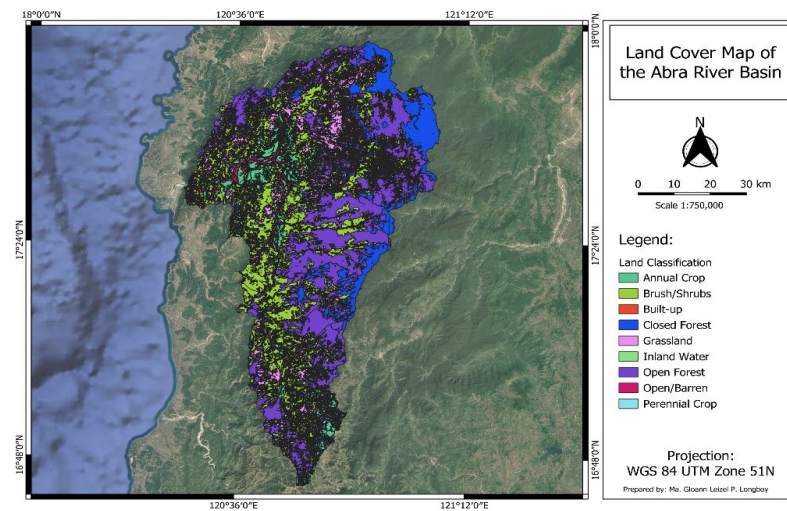 18°0'0"N
120°36'0"E
121°12'0"E
18°0'0"N
17°24'0"N
17°24'0"N
16°48'0"N
16°48'0"N
120°36'0"E
121°12'0"E
Land Cover Map of
the Abra River Basin
N
0 10 20 30 km
Scale 1:750,000
Legend:
Land Classification
Annual Crop
Brush/Shrubs
Built-up
Closed Forest
Grassland
Inland Water
Open Forest
Open/Barren
Perennial Crop
Projection:
WGS 84 UTM Zone 51N
Prepared by: Ma. Gloann Leizel P. Longboy